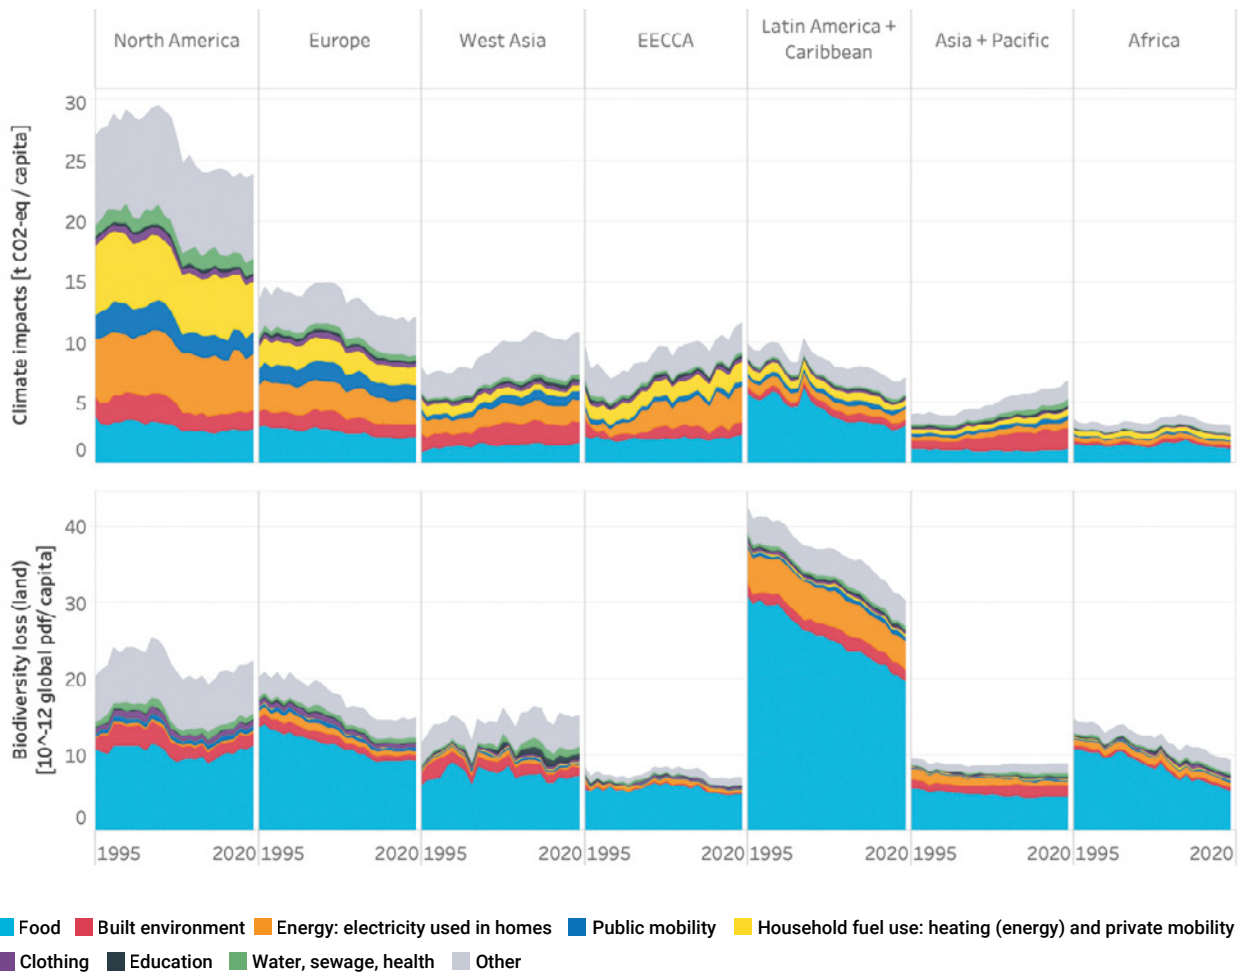 North America
Europe
West Asia
EECCA
Latin America +
Caribbean
Asia + Pacific
Africa
Climate impacts [t CO2-eq / capita]
30
25
20
15
10
5
0
Biodiversity loss (land)
[10^-12 global pdf/ capita]
40
30
20
10
0
1995 2020 1995 2020 1995 2020 1995 2020 1995 2020 1995 2020 1995 2020
Food Built environment Energy: electricity used in homes Public mobility Household fuel use: heating (energy) and private mobility
Clothing Education Water, sewage, health Other